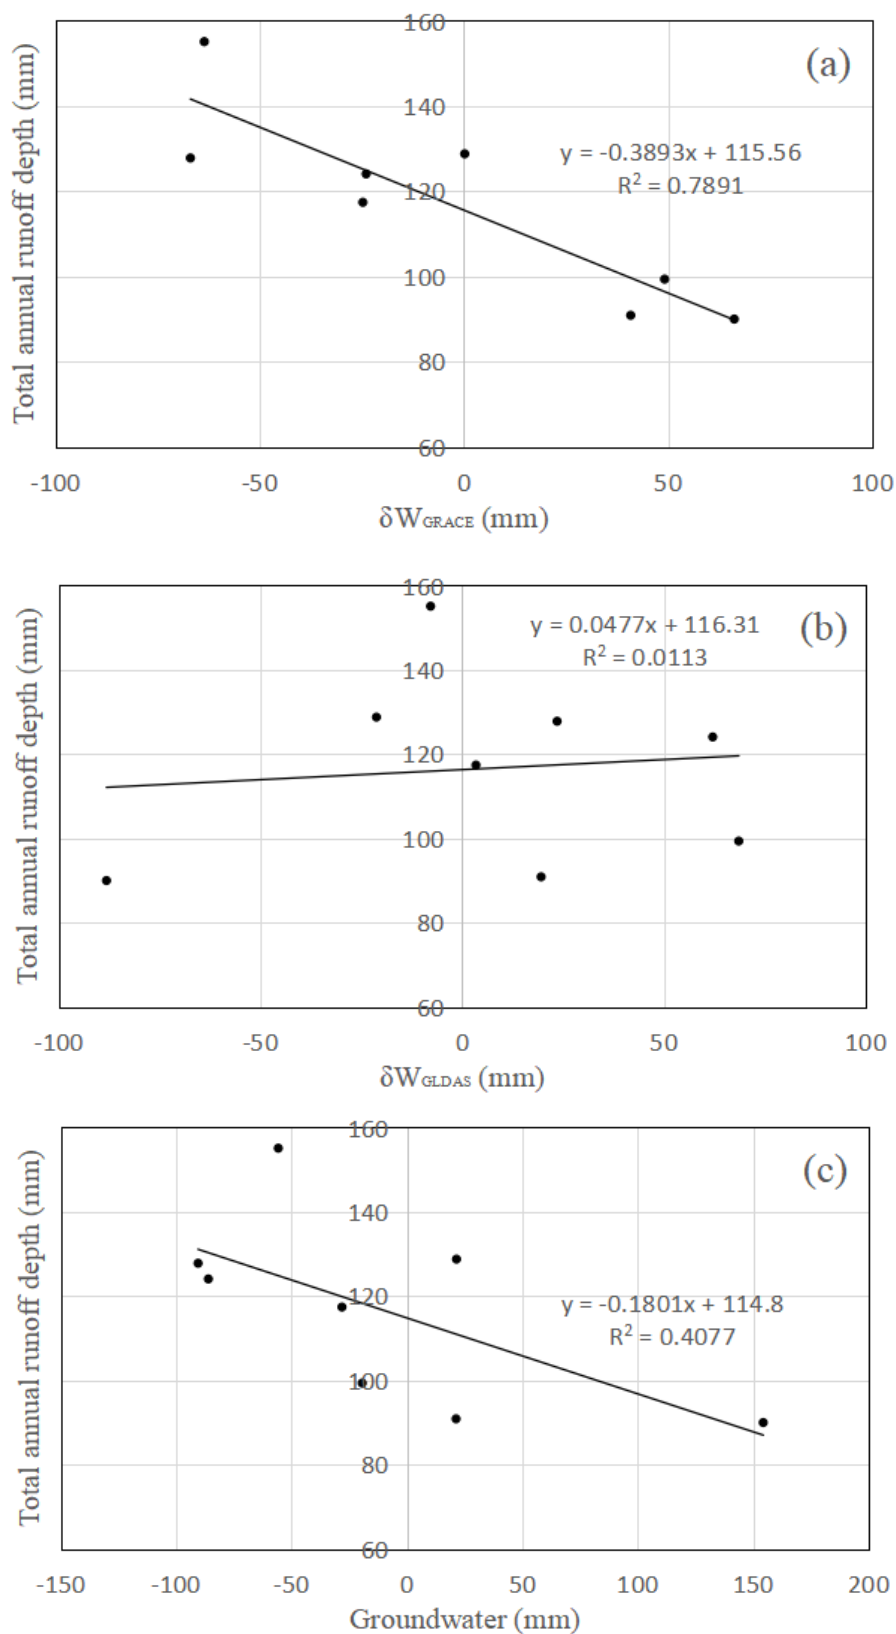 Total annual runoff depth (mm)
160
140
120
100
80
60
(a)
y = -0.3893x + 115.56
R² = 0.7891
-100 -50 0 50 100
δW_GRACE (mm)
Total annual runoff depth (mm)
160
140
120
100
80
60
(b)
y = 0.0477x + 116.31
R² = 0.0113
-100 -50 0 50 100
δW_GLDAS (mm)
Total annual runoff depth (mm)
160
140
120
100
80
60
(c)
y = -0.1801x + 114.8
R² = 0.4077
-150 -100 -50 0 50 100 150 200
Groundwater (mm)